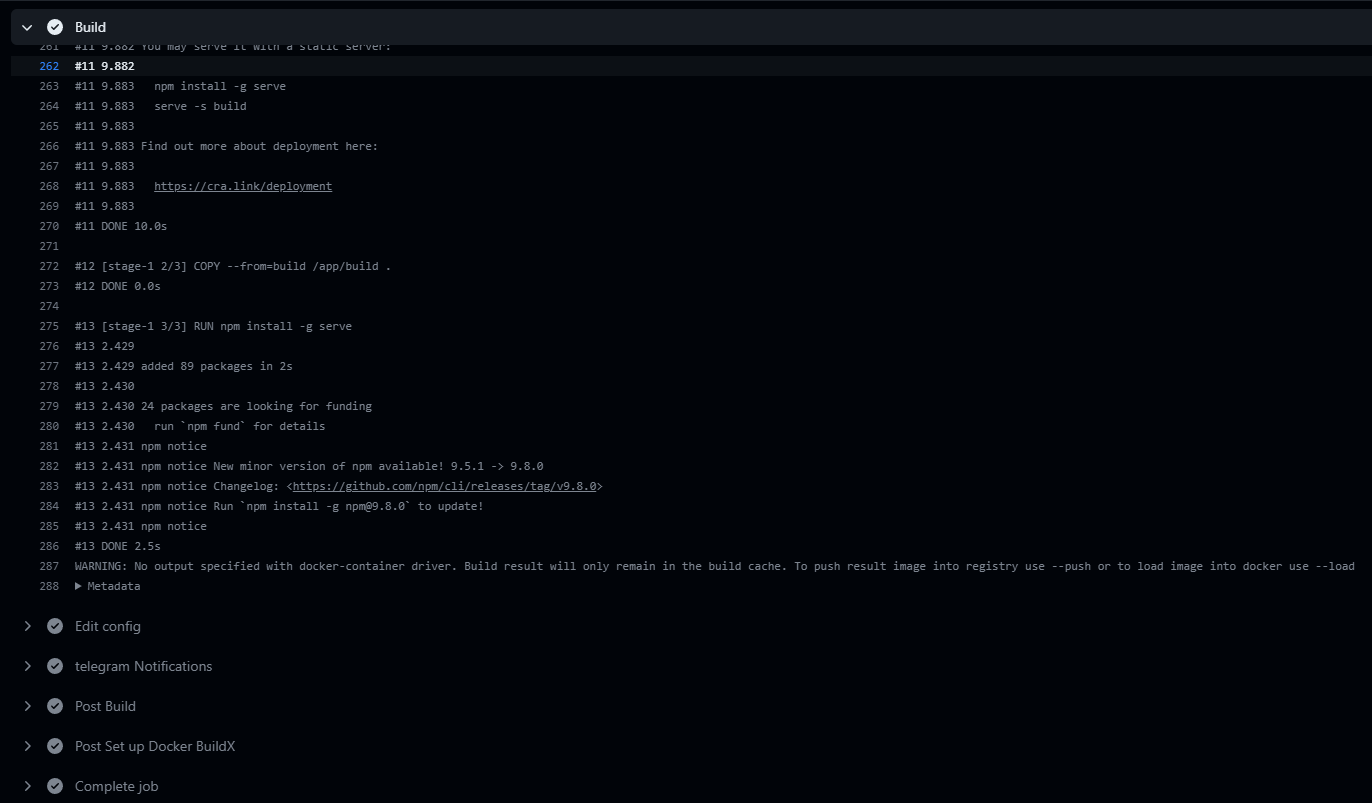 Build
261 #11 9.882 You may serve it with a static server:
262 #11 9.882
263 #11 9.883 npm install -g serve
264 #11 9.883 serve -s build
265 #11 9.883
266 #11 9.883 Find out more about deployment here:
267 #11 9.883
268 #11 9.883 https://cra.link/deployment
269 #11 9.883
270 #11 DONE 10.0s
271
272 #12 [stage-1 2/3] COPY --from=build /app/build .
273 #12 DONE 0.0s
274
275 #13 [stage-1 3/3] RUN npm install -g serve
276 #13 2.429
277 #13 2.429 added 89 packages in 2s
278 #13 2.430
279 #13 2.430 24 packages are looking for funding
280 #13 2.430 run `npm fund` for details
281 #13 2.431 npm notice
282 #13 2.431 npm notice New minor version of npm available! 9.5.1 -> 9.8.0
283 #13 2.431 npm notice Changelog: <https://github.com/npm/cli/releases/tag/v9.8.0>
284 #13 2.431 npm notice Run `npm install -g npm@9.8.0` to update!
285 #13 2.431 npm notice
286 #13 DONE 2.5s
287 WARNING: No output specified with docker-container driver. Build result will only remain in the build cache. To push result image into registry use --push or to load image into docker use --load
288 Metadata
Edit config
telegram Notifications
Post Build
Post Set up Docker BuildX
Complete job